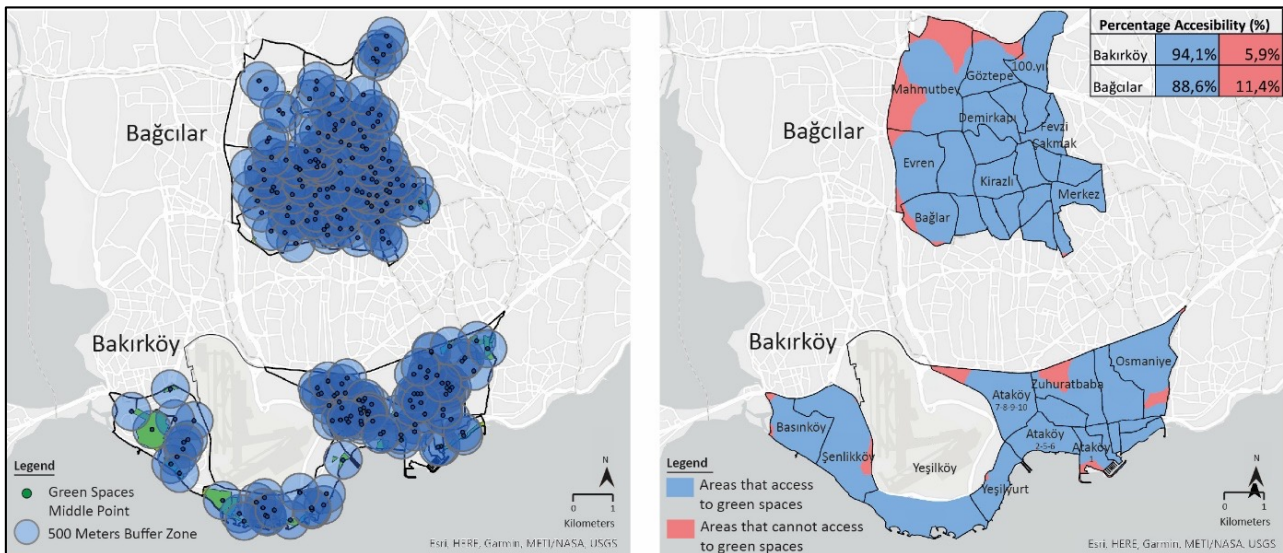 Bağcılar
Bakırköy
Legend
Green Spaces
Middle Point
500 Meters Buffer Zone
N
0 1
Kilometers
Esri, HERE, Garmin, METI/NASA, USGS
Percentage Accesibility (%)
Bakırköy 94,1% 5,9%
Bağcılar 88,6% 11,4%
Bağcılar
Göztepe
100.yı
Mahmutbey
Demirkapı
Fevzi
Çakmak
Evren
Kirazlı
Merkez
Bağlar
Bakırköy
Osmaniye
Zuhuratbaba
Ataköy
7-8-9-10
Basınköy
Ataköy
2-5-6
Ataköy
1
Şenlikköy
Yeşilköy
Yeşilyurt
Legend
Areas that access
to green spaces
Areas that cannot access
to green spaces
N
0 1
Kilometers
Esri, HERE, Garmin, METI/NASA, USGS